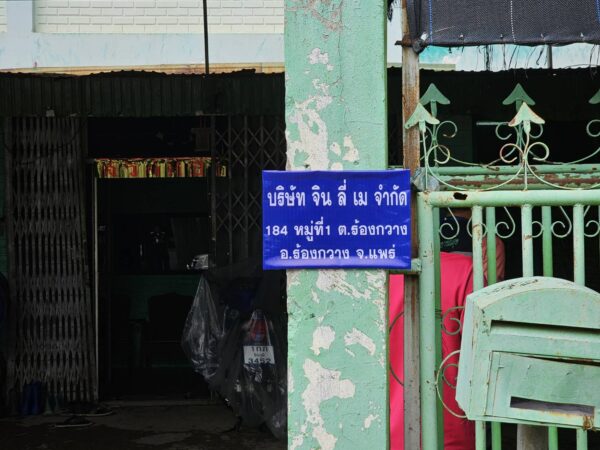 บริษัท จิน ลี่ เม จำกัด
184 หมู่ที่1 ต.ร้องกวาง
อ.ร้องกวาง จ.แพร่
3452